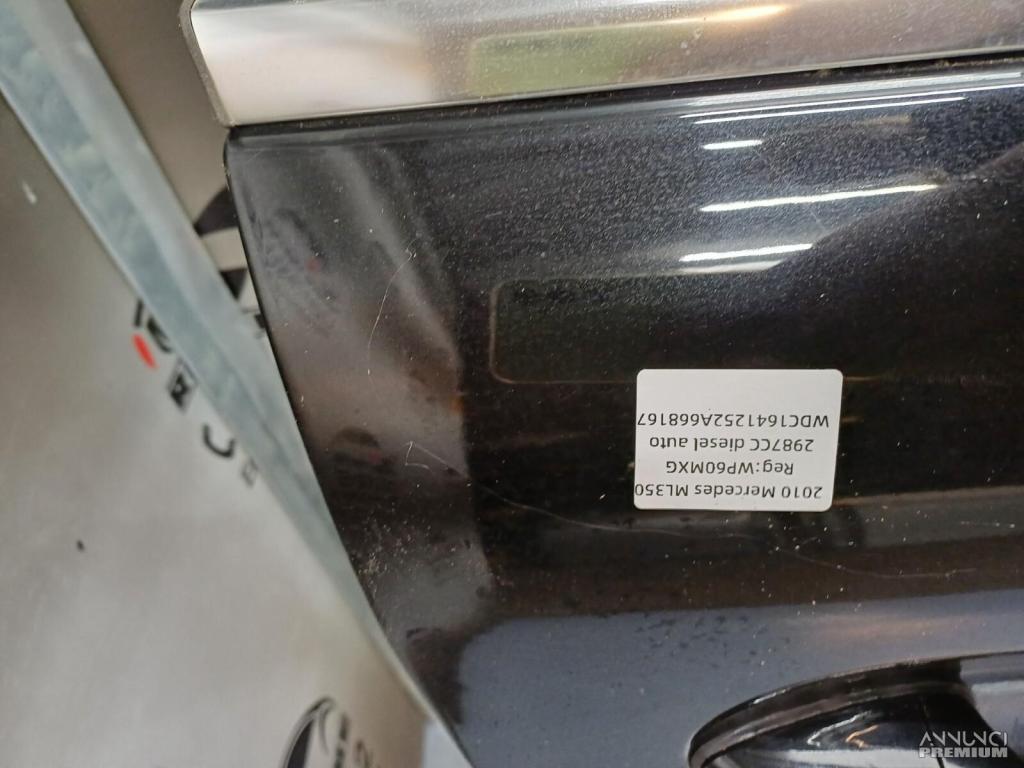 2010 Mercedes ML350
Reg:WP60MXG
2987CC diesel auto
WDC1641252A668167
ANNUNCI
PREMIUM